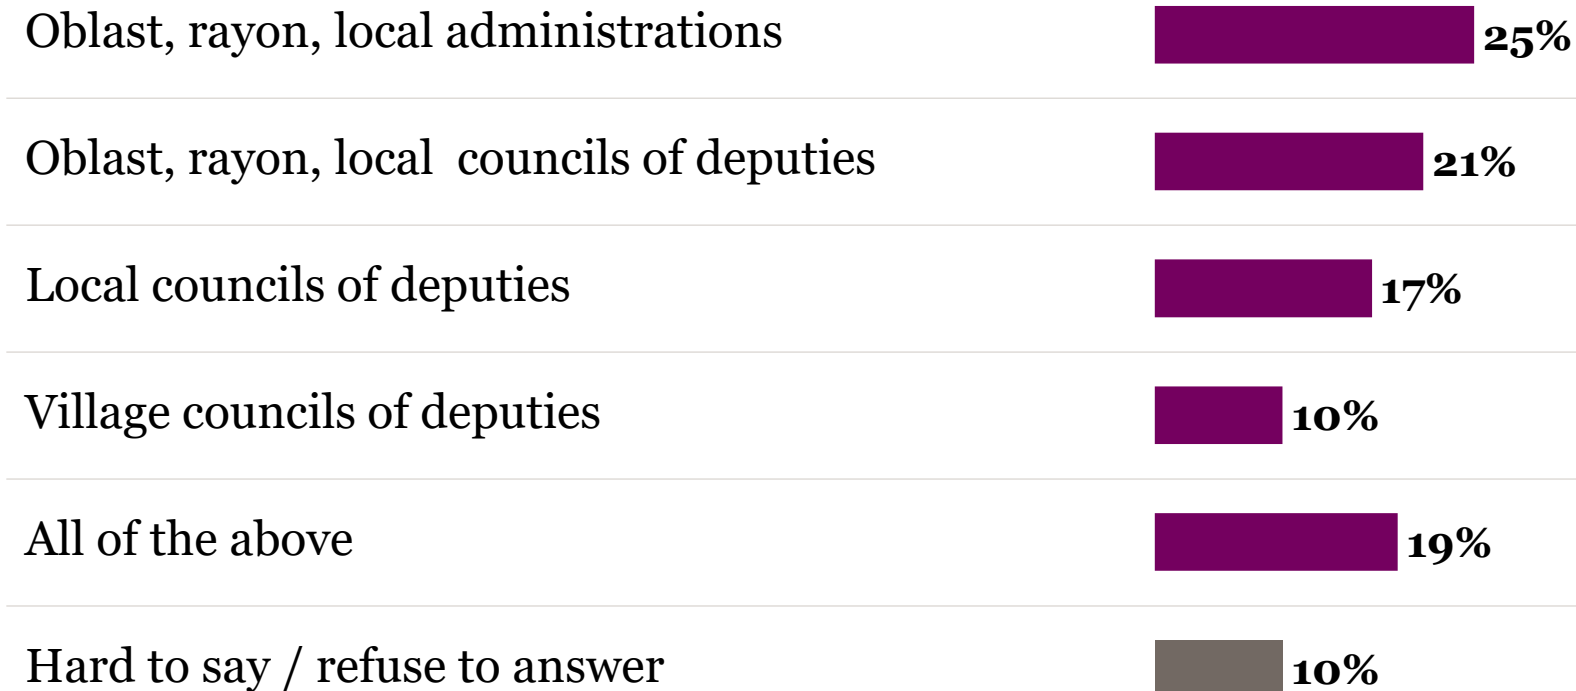 Oblast, rayon, local administrations 25%
Oblast, rayon, local  councils of deputies 21%
Local councils of deputies 17%
Village councils of deputies 10%
All of the above 19%
Hard to say / refuse to answer 10%